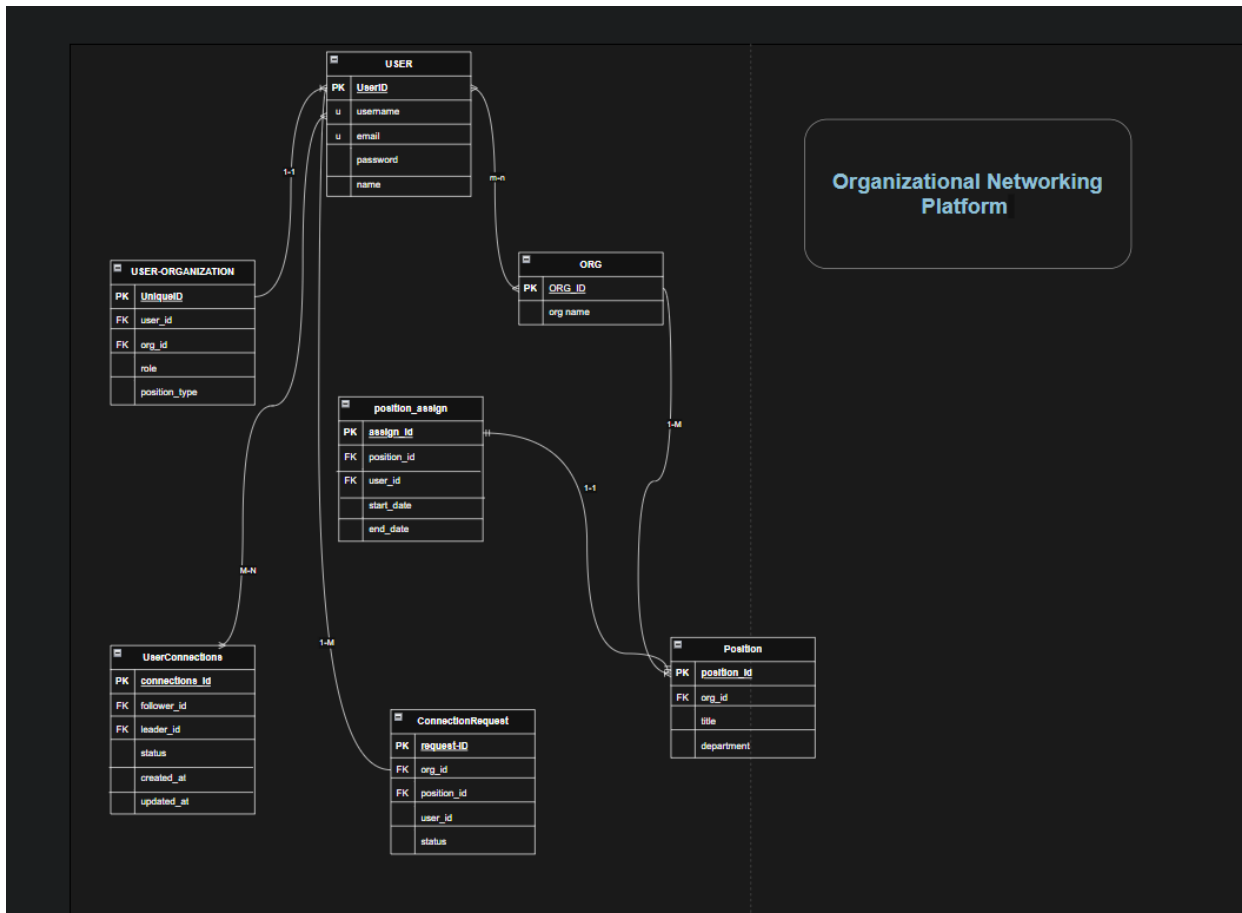 USER
PK UserID
u username
u email
password
name
Organizational Networking
Platform
1-1
m-n
USER-ORGANIZATION
PK UniqueID
FK user_id
FK org_id
role
position_type
ORG
PK ORG_ID
org name
position_assign
PK assign_id
FK position_id
FK user_id
start_date
end_date
1-M
1-1
M-N
1-M
UserConnections
PK connections_id
FK follower_id
FK leader_id
status
created_at
updated_at
Position
PK position_id
FK org_id
title
department
ConnectionRequest
PK request-ID
FK org_id
FK position_id
user_id
status